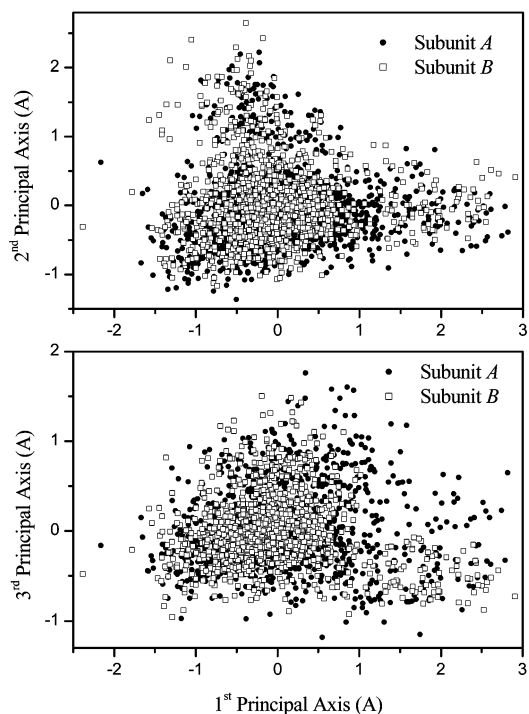 Subunit A
Subunit B
2nd Principal Axis (A)
2
1
0
-1
-2 -1 0 1 2 3
Subunit A
Subunit B
3rd Principal Axis (A)
2
1
0
-1
-2 -1 0 1 2 3
1st Principal Axis (A)